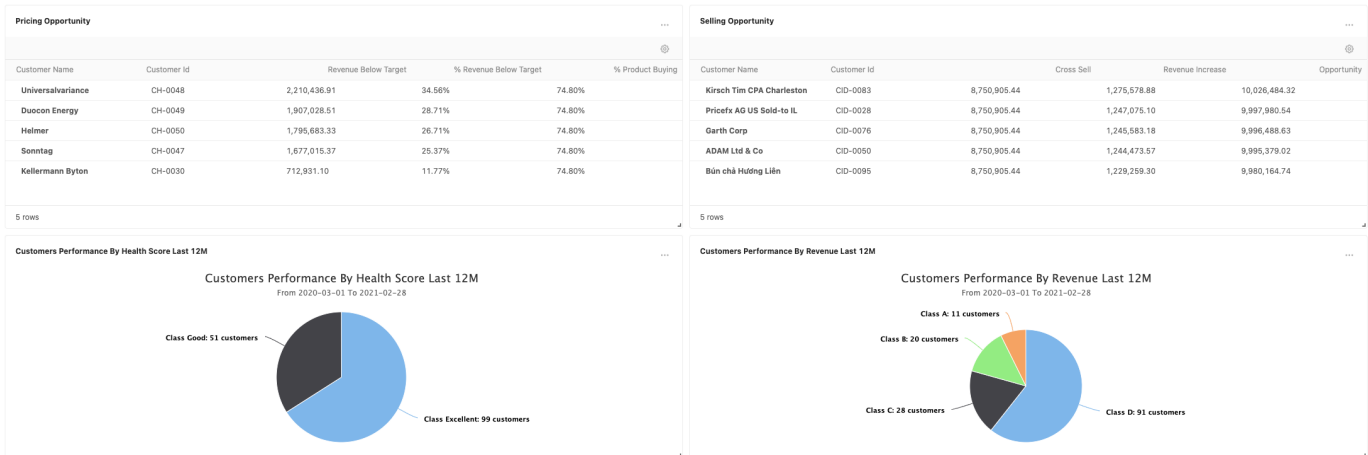 Pricing Opportunity
...
Customer Name Customer Id Revenue Below Target % Revenue Below Target % Product Buying
Universalvariance CH-0048 2,210,436.91 34.56% 74.80%
Duocon Energy CH-0049 1,907,028.51 28.71% 74.80%
Helmer CH-0050 1,795,683.33 26.71% 74.80%
Sonntag CH-0047 1,677,015.37 25.37% 74.80%
Kellermann Byton CH-0030 712,931.10 11.77% 74.80%
5 rows
Selling Opportunity
...
Customer Name Customer Id Cross Sell Revenue Increase Opportunity
Kirsch Tim CPA Charleston CID-0083 8,750,905.44 1,275,578.88 10,026,484.32
Pricefx AG US Sold-to IL CID-0028 8,750,905.44 1,247,075.10 9,997,980.54
Garth Corp CID-0076 8,750,905.44 1,245,583.18 9,996,488.63
ADAM Ltd & Co CID-0050 8,750,905.44 1,244,473.57 9,995,379.02
Bún chả Hương Liên CID-0095 8,750,905.44 1,229,259.30 9,980,164.74
5 rows
Customers Performance By Health Score Last 12M
...
Customers Performance By Health Score Last 12M
From 2020-03-01 To 2021-02-28
Class Good: 51 customers
Class Excellent: 99 customers
Customers Performance By Revenue Last 12M
...
Customers Performance By Revenue Last 12M
From 2020-03-01 To 2021-02-28
Class A: 11 customers
Class B: 20 customers
Class C: 28 customers
Class D: 91 customers